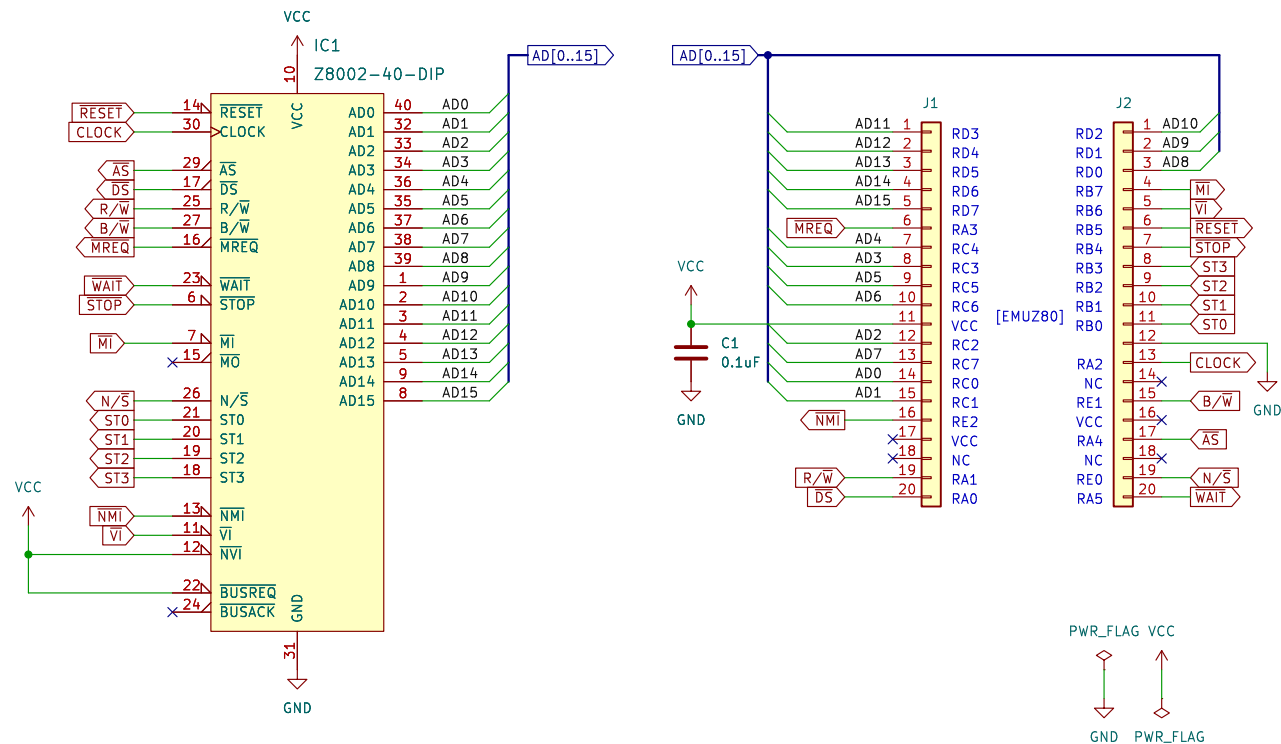 VCC
IC1
Z8002-40-DIP
10
VCC
RESET 14 RESET
CLOCK 30 CLOCK
AS 29 AS
DS 17 DS
R/W 25 R/W
B/W 27 B/W
MREQ 16 MREQ
WAIT 23 WAIT
STOP 6 STOP
MI 7 MI
15 MO
N/S 26 N/S
ST0 21 ST0
ST1 20 ST1
ST2 19 ST2
ST3 18 ST3
VCC
NMI 13 NMI
VI 11 VI
12 NVI
22 BUSREQ
24 BUSACK
GND
31
GND
AD0 40 AD0
AD1 32 AD1
AD2 33 AD2
AD3 34 AD3
AD4 36 AD4
AD5 35 AD5
AD6 37 AD6
AD7 38 AD7
AD8 39 AD8
AD9 1 AD9
AD10 2 AD10
AD11 3 AD11
AD12 4 AD12
AD13 5 AD13
AD14 9 AD14
AD15 8 AD15
AD[0..15]
AD[0..15]
J1
AD11 1 RD3
AD12 2 RD4
AD13 3 RD5
AD14 4 RD6
AD15 5 RD7
MREQ 6 RA3
AD4 7 RC4
AD3 8 RC3
AD5 9 RC5
AD6 10 RC6
11 VCC
AD2 12 RC2
AD7 13 RC7
AD0 14 RC0
AD1 15 RC1
NMI 16 RE2
17 VCC
18 NC
R/W 19 RA1
DS 20 RA0
VCC
C1
0.1uF
GND
[EMUZ80]
J2
RD2 1 AD10
RD1 2 AD9
RD0 3 AD8
RB7 4 MI
RB6 5 VI
RB5 6 RESET
RB4 7 STOP
RB3 8 ST3
RB2 9 ST2
RB1 10 ST1
RB0 11 ST0
12
RA2 13 CLOCK
NC 14
RE1 15 B/W
VCC 16
RA4 17 AS
NC 18
RE0 19 N/S
RA5 20 WAIT
GND
PWR_FLAG VCC
GND PWR_FLAG